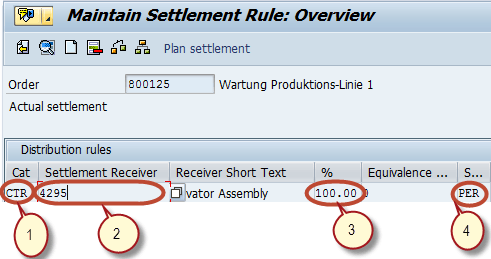 Maintain Settlement Rule: Overview
Plan settlement
Order 800125 Wartung Produktions-Linie 1
Actual settlement
Distribution rules
Cat Settlement Receiver Receiver Short Text % Equivalence ... S...
CTR 4295 vator Assembly 100.00 0 PER
1 2 3 4